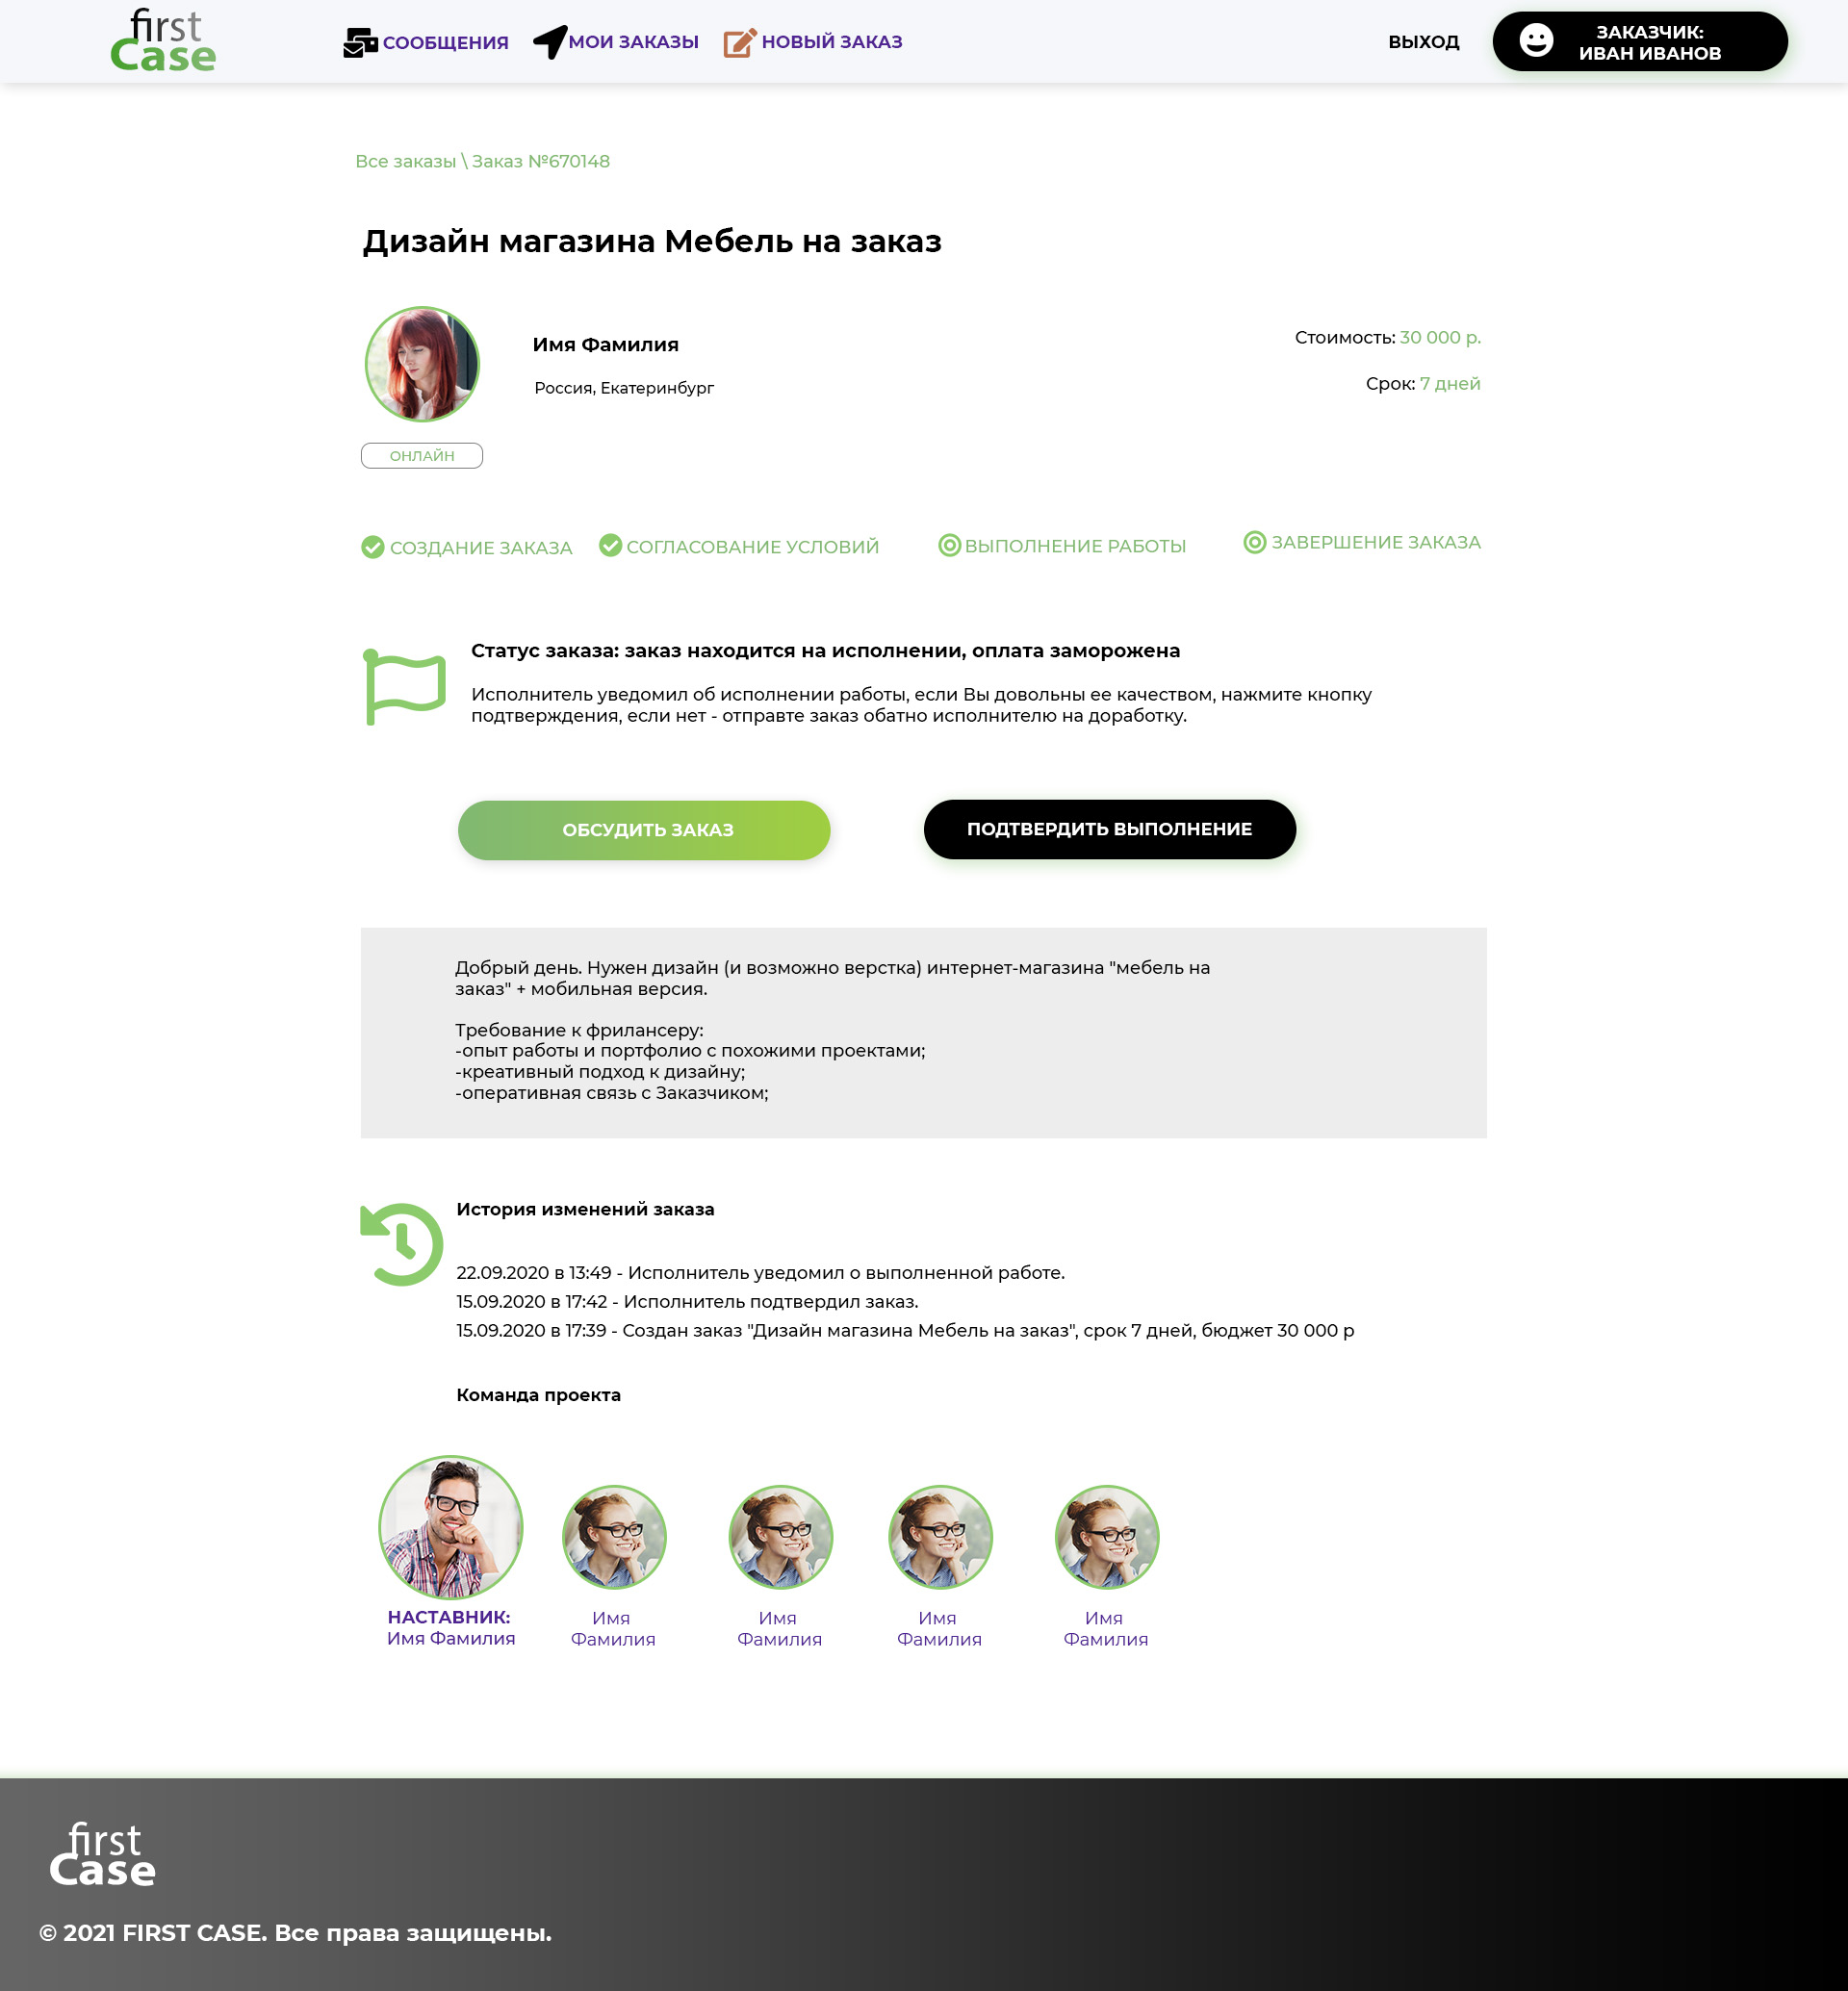 first
Case
СООБЩЕНИЯ
МОИ ЗАКАЗЫ
НОВЫЙ ЗАКАЗ
ВЫХОД
ЗАКАЗЧИК:
ИВАН ИВАНОВ
Все заказы \ Заказ №670148
Дизайн магазина Мебель на заказ
Имя Фамилия
Россия, Екатеринбург
Стоимость: 30 000 р.
Срок: 7 дней
ОНЛАЙН
СОЗДАНИЕ ЗАКАЗА
СОГЛАСОВАНИЕ УСЛОВИЙ
ВЫПОЛНЕНИЕ РАБОТЫ
ЗАВЕРШЕНИЕ ЗАКАЗА
Статус заказа: заказ находится на исполнении, оплата заморожена
Исполнитель уведомил об исполнении работы, если Вы довольны ее качеством, нажмите кнопку
подтверждения, если нет - отправте заказ обатно исполнителю на доработку.
ОБСУДИТЬ ЗАКАЗ
ПОДТВЕРДИТЬ ВЫПОЛНЕНИЕ
Добрый день. Нужен дизайн (и возможно верстка) интернет-магазина "мебель на
заказ" + мобильная версия.
Требование к фрилансеру:
-опыт работы и портфолио с похожими проектами;
-креативный подход к дизайну;
-оперативная связь с Заказчиком;
История изменений заказа
22.09.2020 в 13:49 - Исполнитель уведомил о выполненной работе.
15.09.2020 в 17:42 - Исполнитель подтвердил заказ.
15.09.2020 в 17:39 - Создан заказ "Дизайн магазина Мебель на заказ", срок 7 дней, бюджет 30 000 р
Команда проекта
НАСТАВНИК:
Имя Фамилия
Имя
Фамилия
Имя
Фамилия
Имя
Фамилия
Имя
Фамилия
first
Case
© 2021 FIRST CASE. Все права защищены.